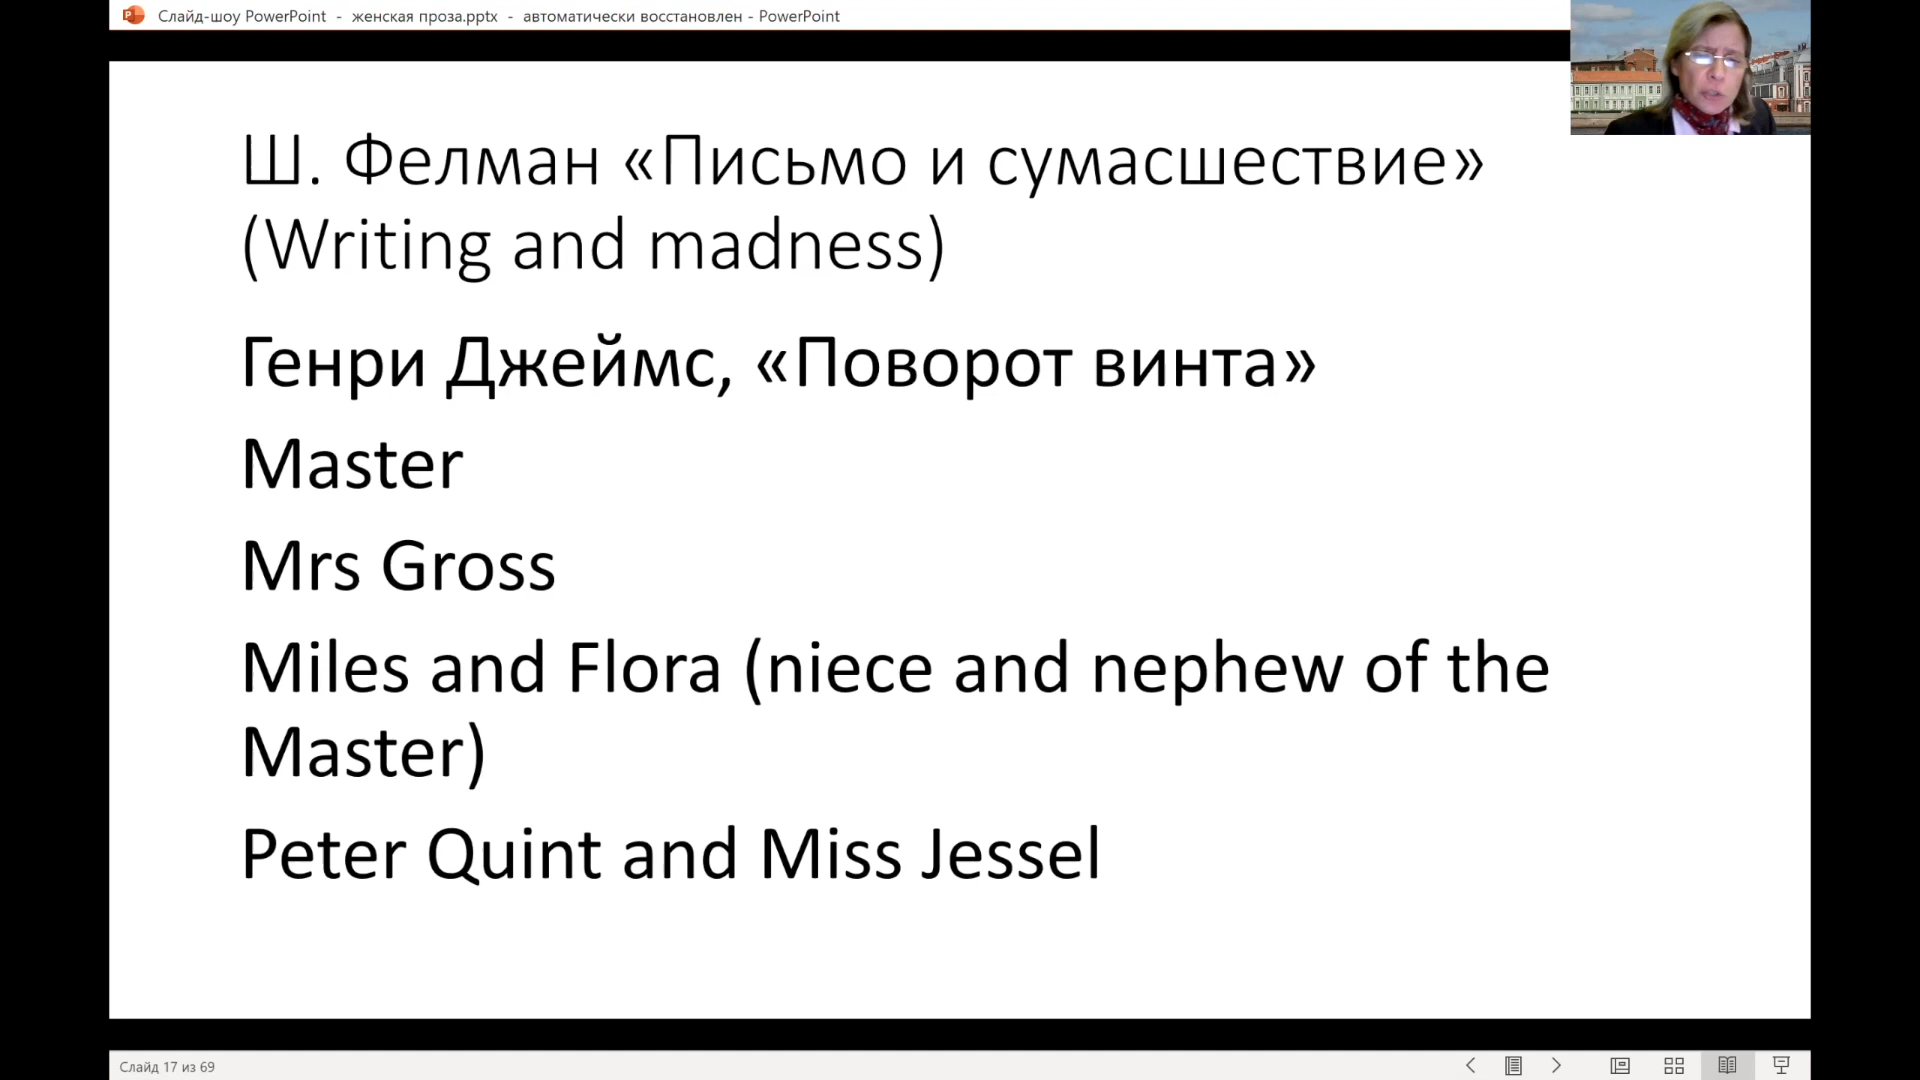 Слайд-шоу PowerPoint - женская проза.pptx - автоматически восстановлен - PowerPoint
Ш. Фелман «Письмо и сумасшествие»
(Writing and madness)
Генри Джеймс, «Поворот винта»
Master
Mrs Gross
Miles and Flora (niece and nephew of the
Master)
Peter Quint and Miss Jessel
Слайд 17 из 69